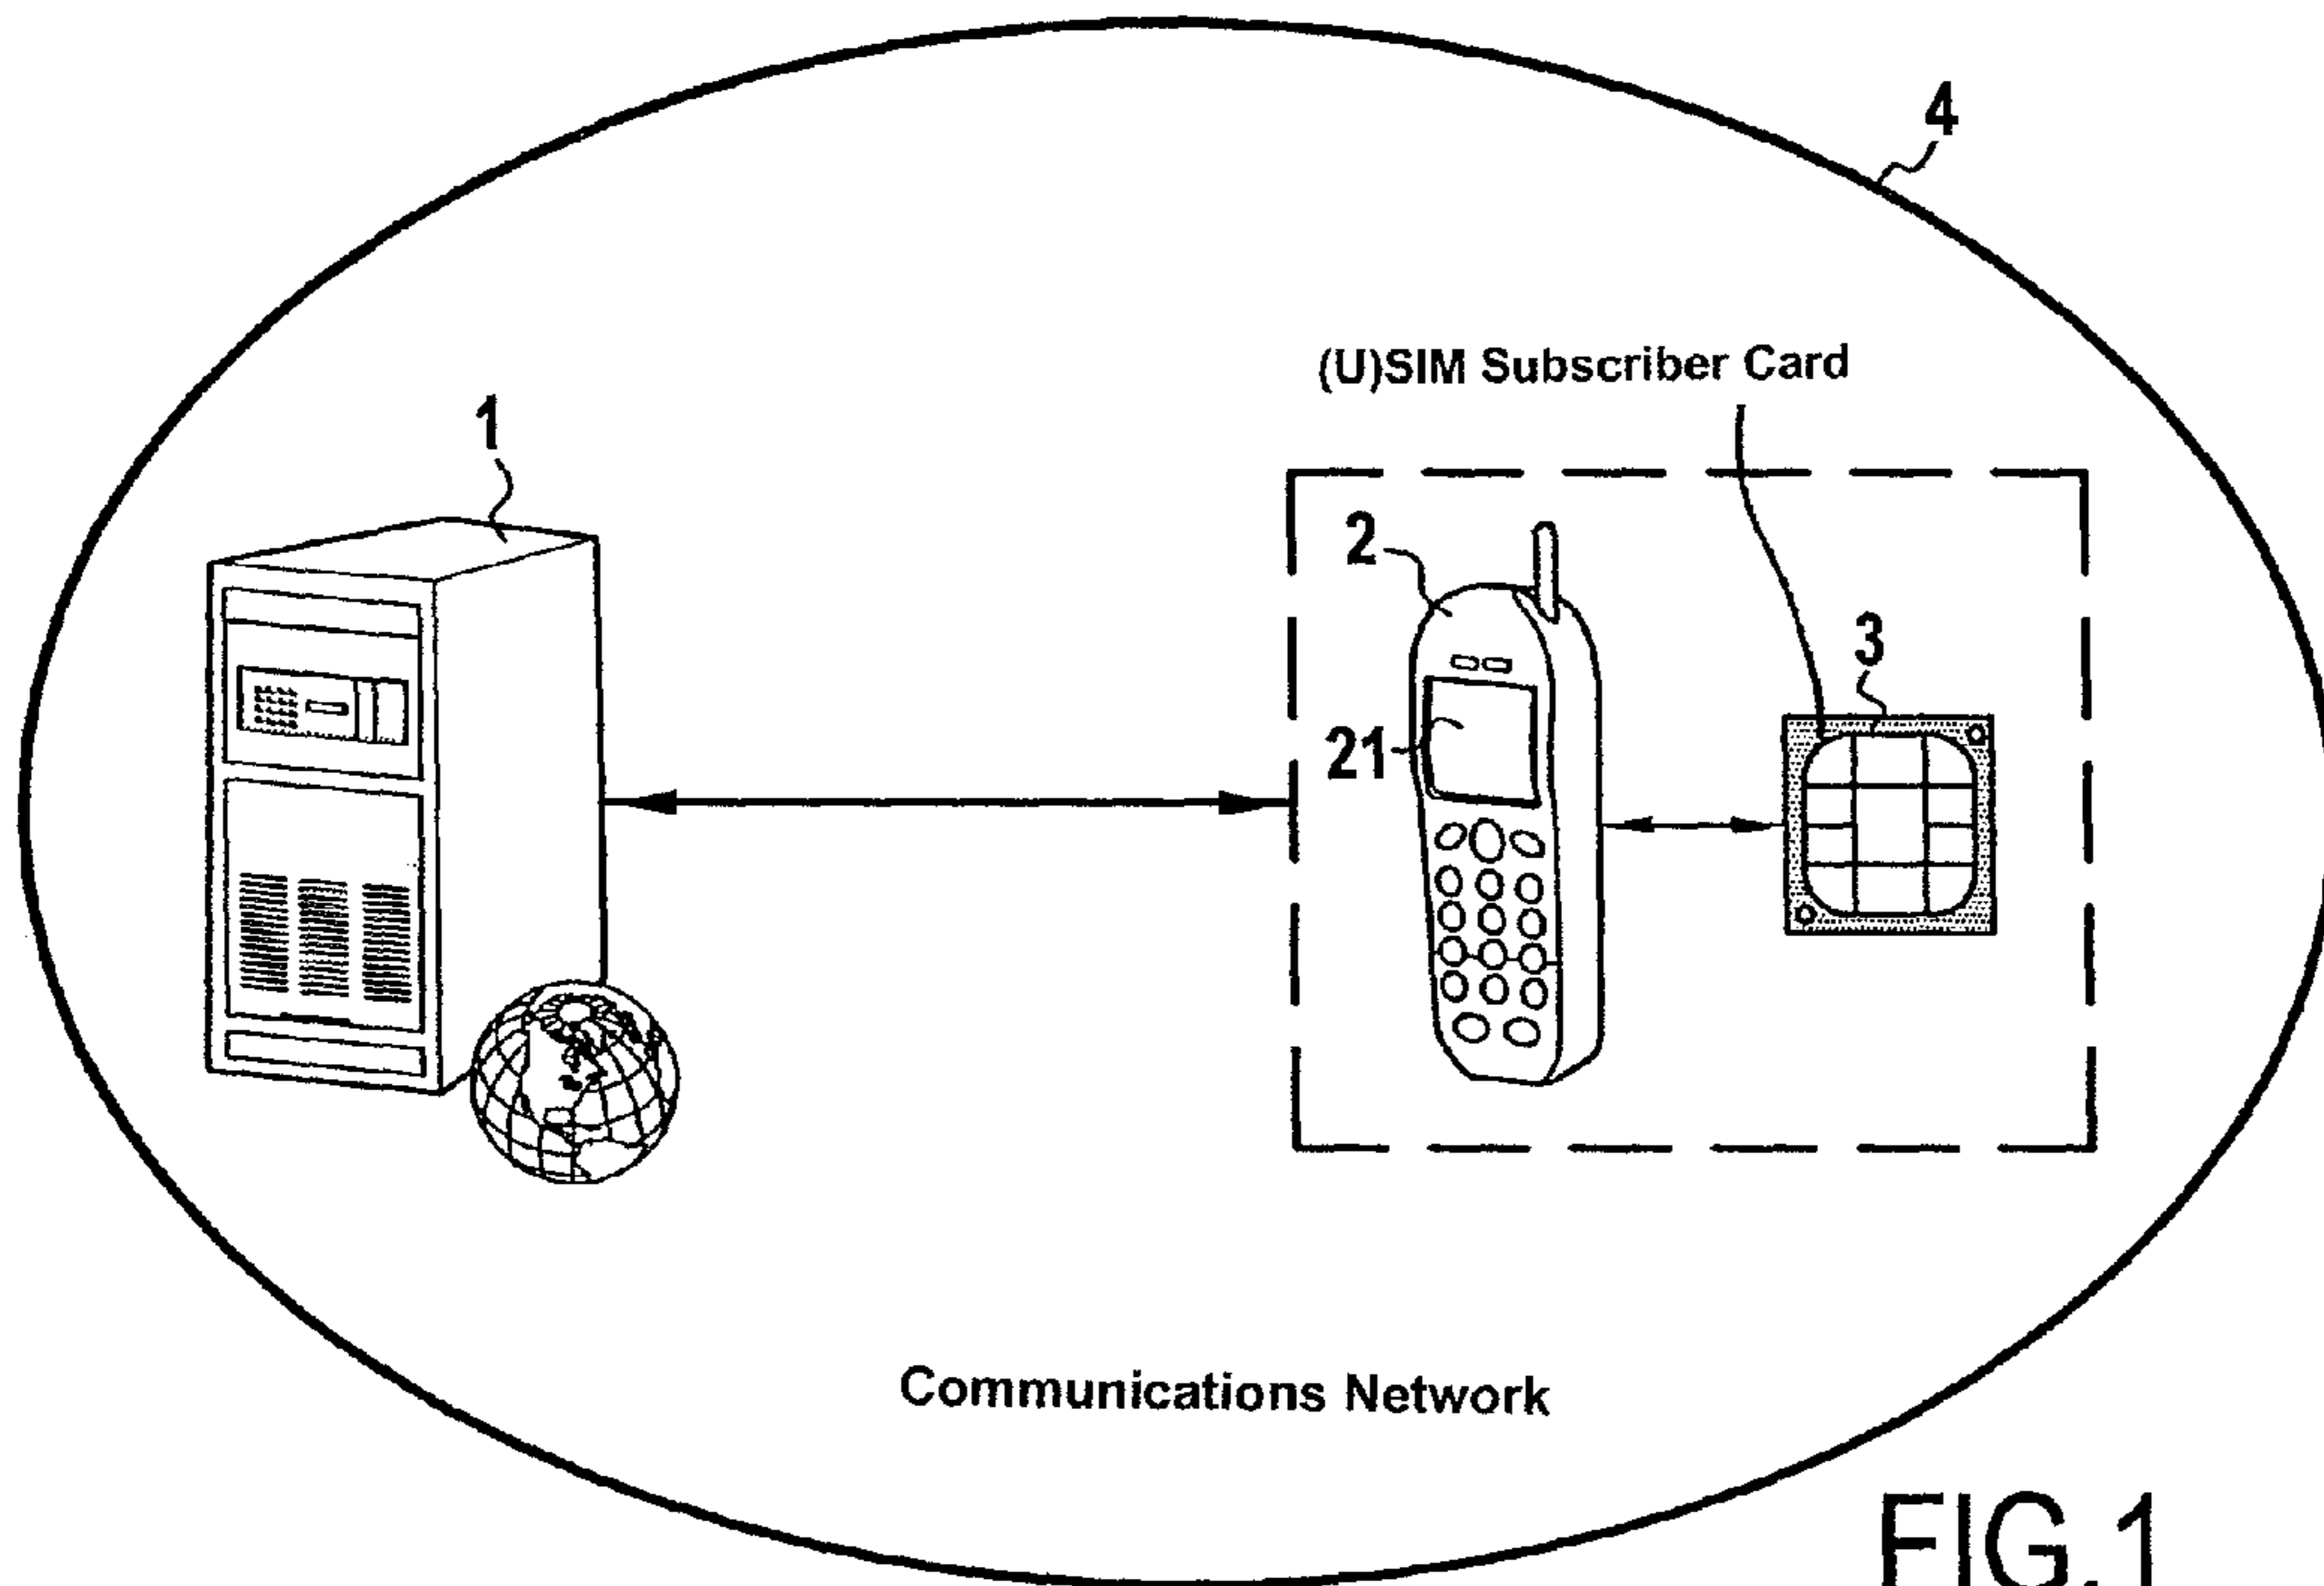 4
(U)SIM Subscriber Card
1
2
3
21
Communications Network
FIG.1